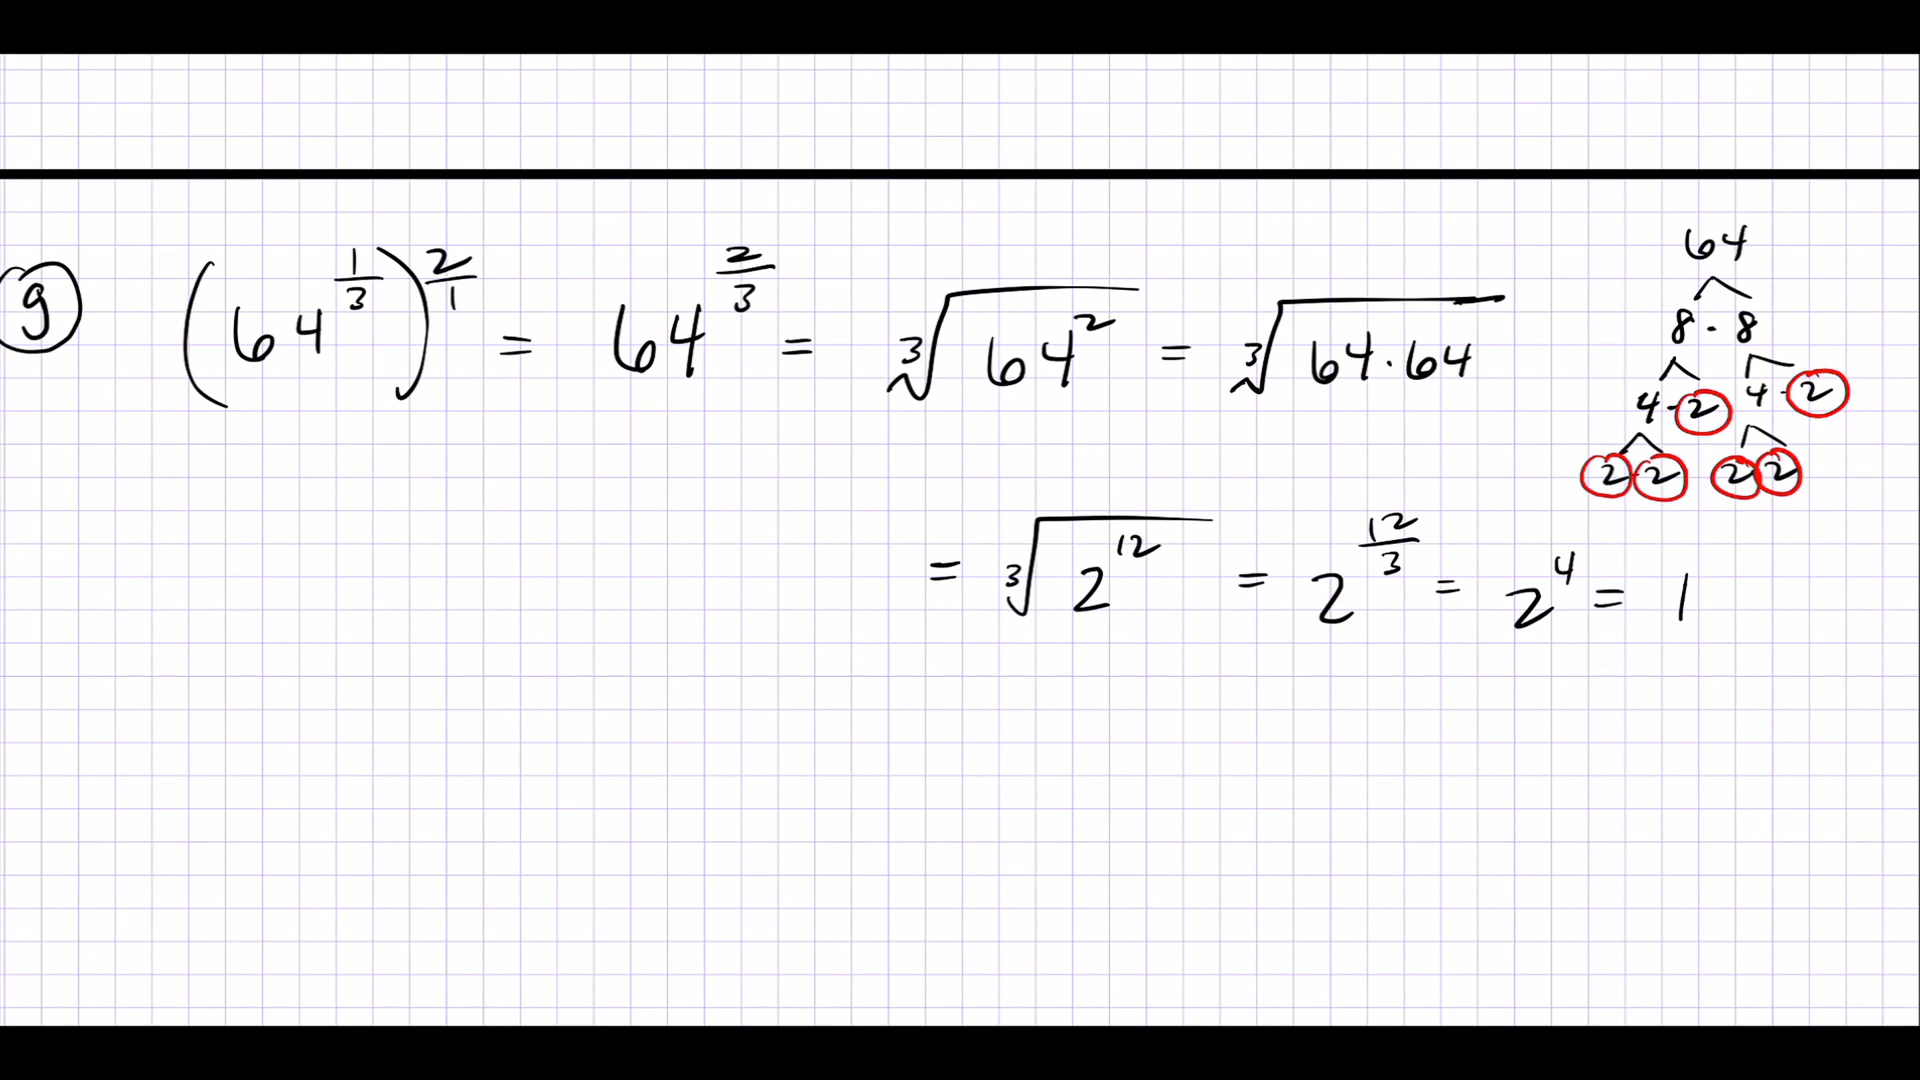 g (64^(1/3))^(2/1) = 64^(2/3) = ∛(64²) = ∛(64·64)
= ∛(2^12) = 2^(12/3) = 2^4 = 1
64
8 · 8
4 · 2 4 · 2
2 · 2 2 · 2